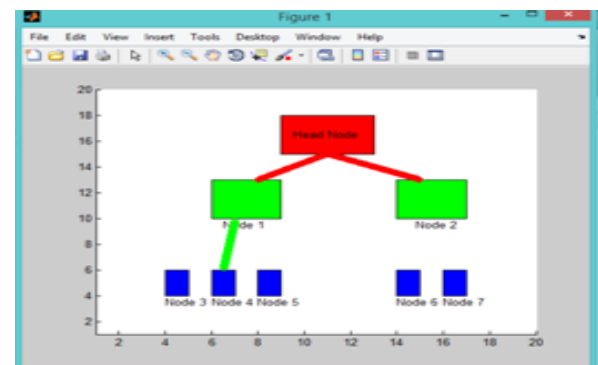 Figure 1
File Edit View Insert Tools Desktop Window Help
20
18
16
14
12
10
8
6
4
2
Head Node
Node 1
Node 2
Node 3 Node 4 Node 5
Node 6 Node 7
2 4 6 8 10 12 14 16 18 20